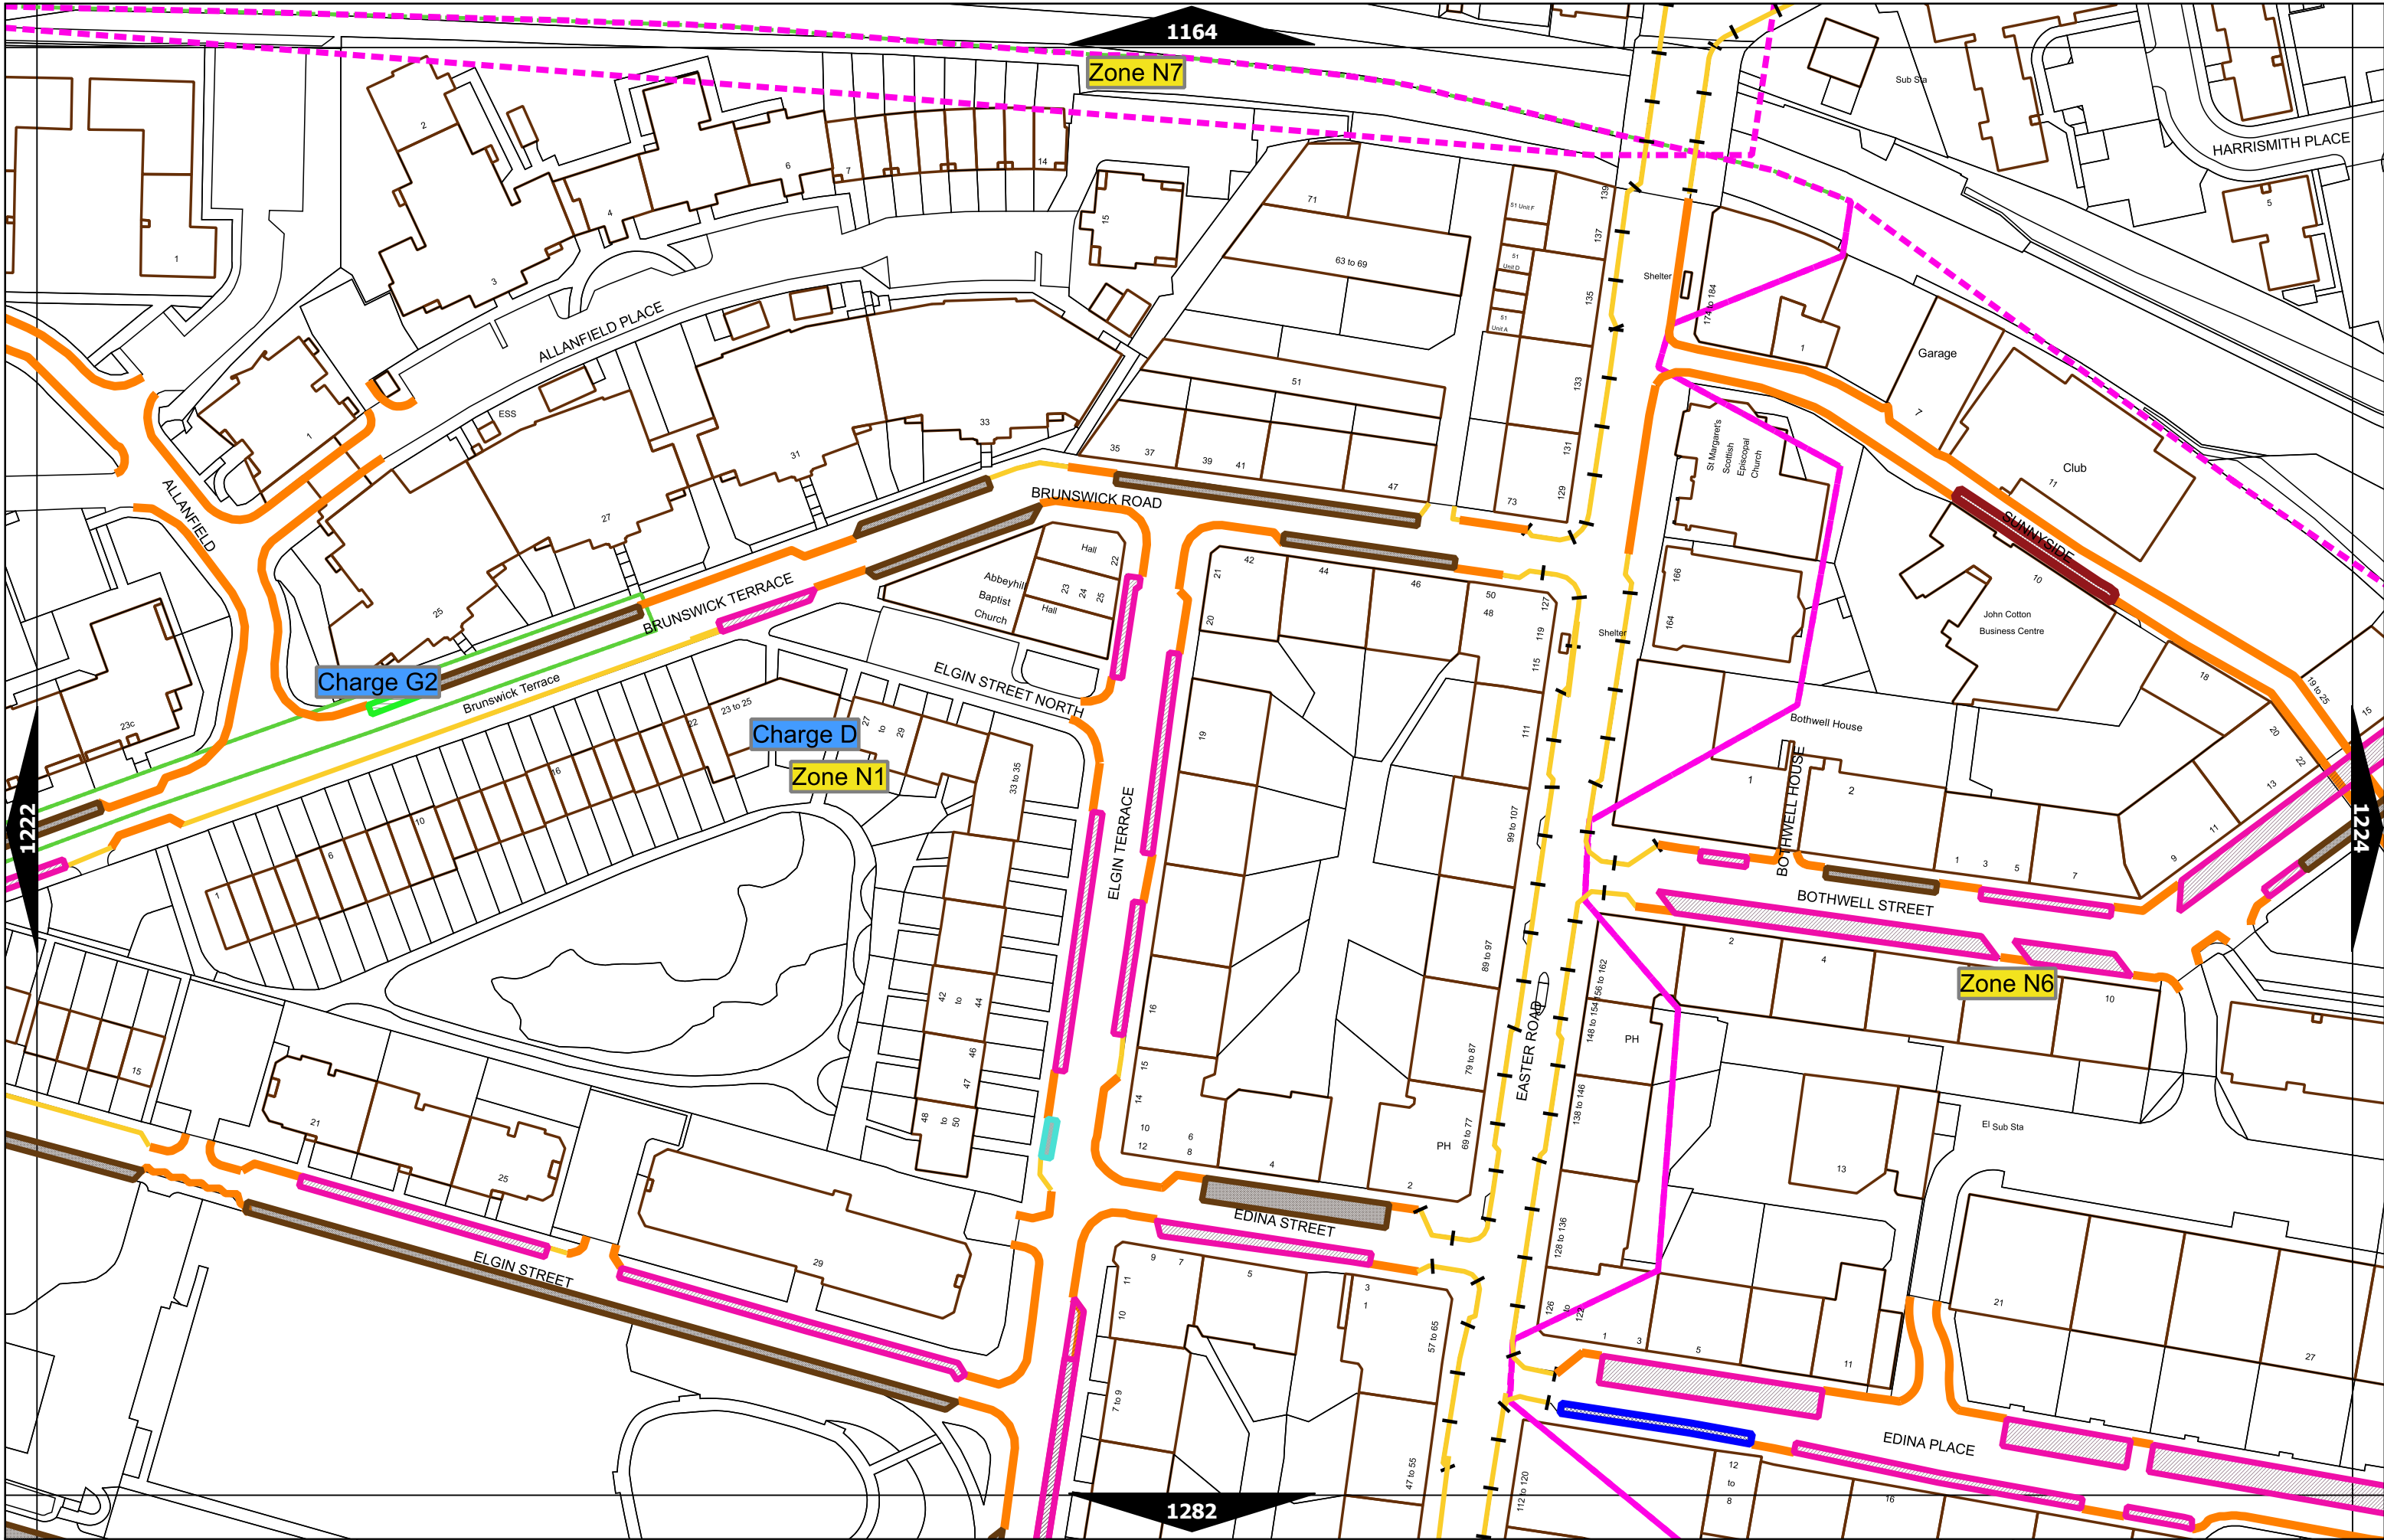 1164
Zone N7
Sub Sta
HARRISMITH PLACE
2
6
7
14
4
15
71
139
51 Unit F
137
5
1
3
63 to 69
51
Unit D
Shelter
135
174 to 184
51
Unit A
ALLANFIELD PLACE
1
Garage
7
51
133
ESS
1
33
31
35
37
39
41
47
131
129
73
St Margaret's
Scottish
Episcopal
Church
Club
11
ALLANFIELD
27
BRUNSWICK ROAD
SUNNYSIDE
10
Hall
22
Abbeyhill
Baptist
Church
23
24
25
Hall
21
42
44
46
50
48
127
20
119
115
166
164
Shelter
John Cotton
Business Centre
25
BRUNSWICK TERRACE
Charge G2
Brunswick Terrace
ELGIN STREET NORTH
18
19 to 25
15
23c
22
23 to 25
Charge D
27
to
29
Zone N1
19
111
Bothwell House
20
22
13
16
33 to 35
1
2
BOTHWELL HOUSE
1222
10
6
1
ELGIN TERRACE
99 to 107
1
3
5
7
9
11
1224
BOTHWELL STREET
2
4
10
Zone N6
89 to 97
156 to 162
148 to 154
PH
42
to
44
16
EASTER ROAD
46
47
15
14
79 to 87
138 to 146
15
21
48
to
50
10
12
6
8
4
PH
69 to 77
El Sub Sta
13
25
2
EDINA STREET
128 to 136
ELGIN STREET
29
9
7
5
11
10
3
1
57 to 65
126
to
122
1
3
5
11
21
27
7 to 9
47 to 55
EDINA PLACE
112 to 120
12
to
8
16
1282